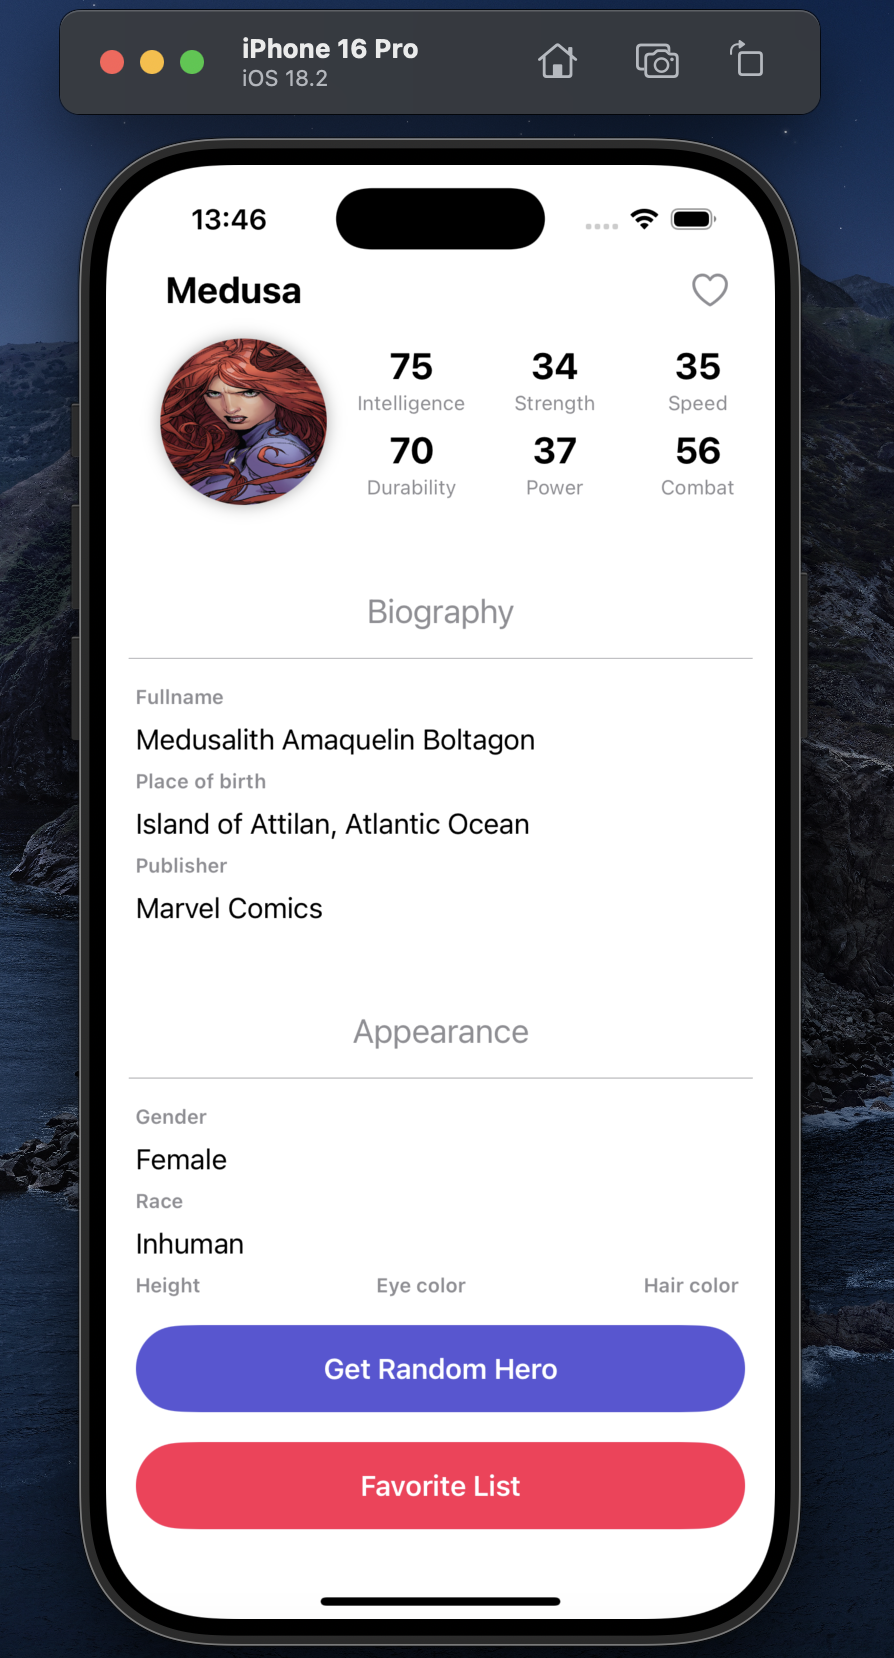 iPhone 16 Pro
iOS 18.2
13:46
Medusa
75 34 35
Intelligence Strength Speed
70 37 56
Durability Power Combat
Biography
Fullname
Medusalith Amaquelin Boltagon
Place of birth
Island of Attilan, Atlantic Ocean
Publisher
Marvel Comics
Appearance
Gender
Female
Race
Inhuman
Height Eye color Hair color
Get Random Hero
Favorite List